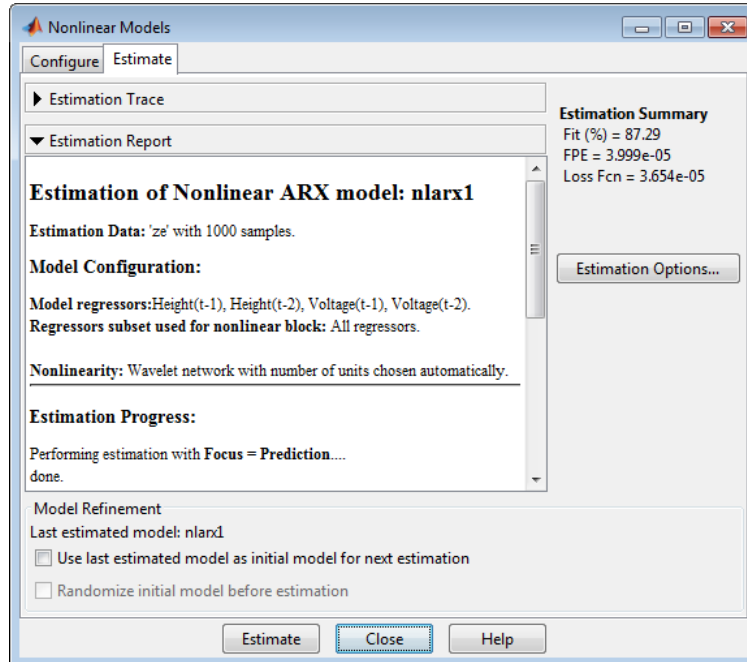 Nonlinear Models
Configure Estimate
Estimation Trace
Estimation Report
Estimation of Nonlinear ARX model: nlarx1
Estimation Data: 'ze' with 1000 samples.
Model Configuration:
Model regressors:Height(t-1), Height(t-2), Voltage(t-1), Voltage(t-2).
Regressors subset used for nonlinear block: All regressors.
Nonlinearity: Wavelet network with number of units chosen automatically.
Estimation Progress:
Performing estimation with Focus = Prediction....
done.
Estimation Summary
Fit (%) = 87.29
FPE = 3.999e-05
Loss Fcn = 3.654e-05
Estimation Options...
Model Refinement
Last estimated model: nlarx1
Use last estimated model as initial model for next estimation
Randomize initial model before estimation
Estimate Close Help